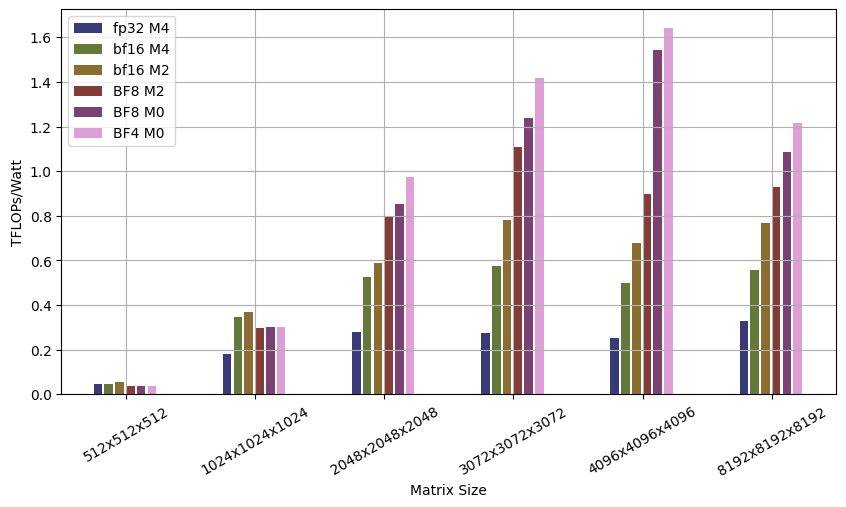 fp32 M4
bf16 M4
bf16 M2
BF8 M2
BF8 M0
BF4 M0
TFLOPs/Watt
1.6
1.4
1.2
1.0
0.8
0.6
0.4
0.2
0.0
512x512x512
1024x1024x1024
2048x2048x2048
3072x3072x3072
4096x4096x4096
8192x8192x8192
Matrix Size